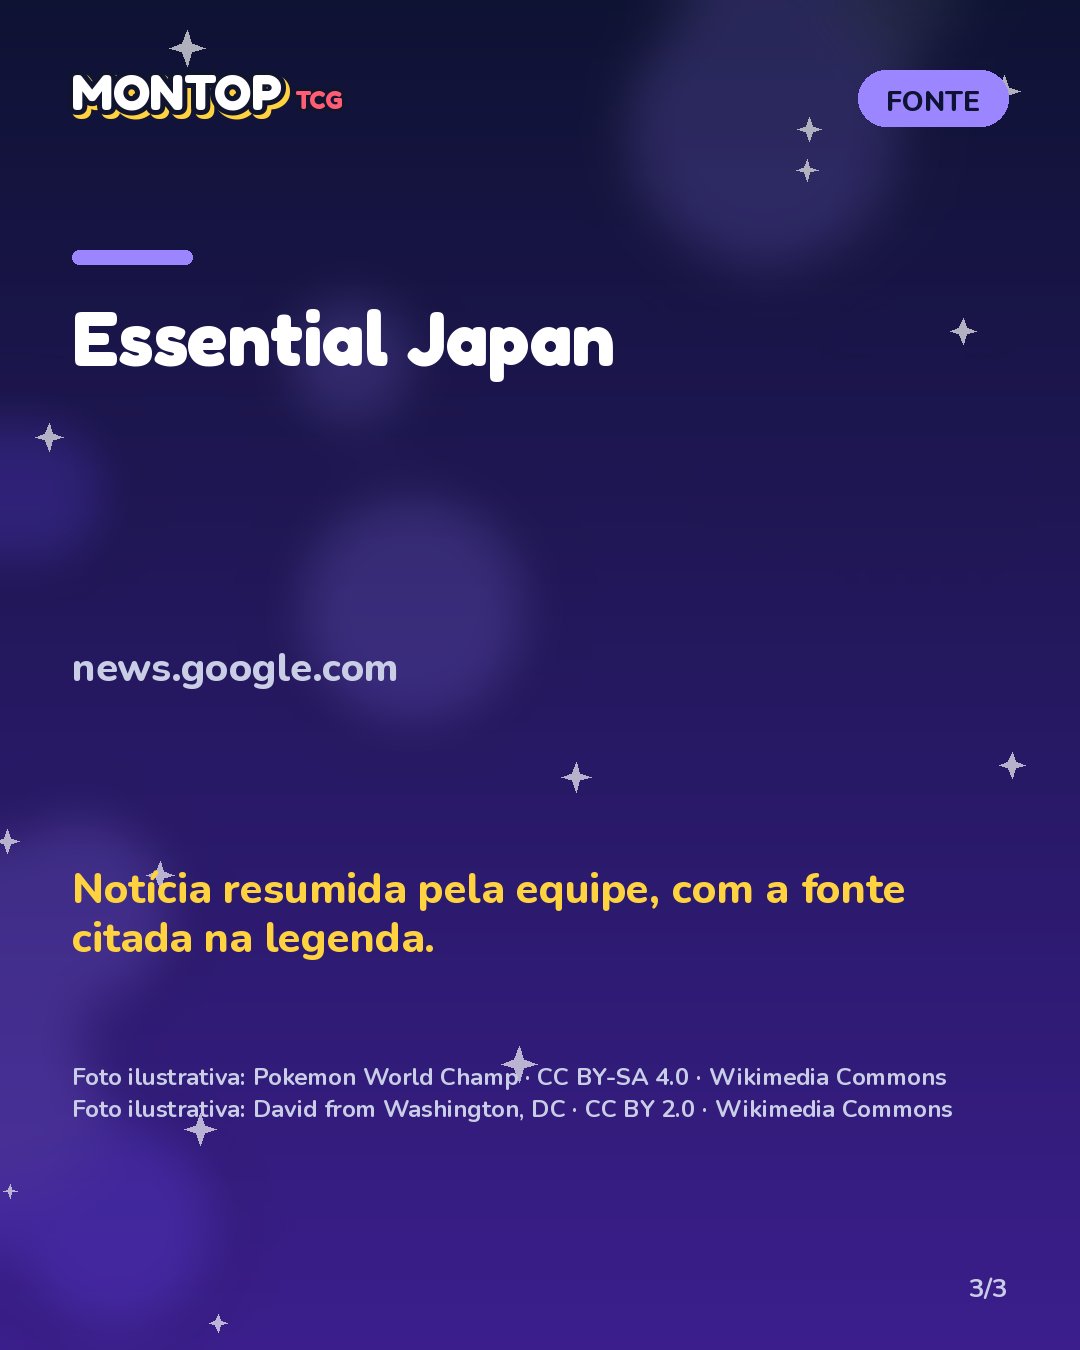 MONTOP TCG
FONTE
Essential Japan
news.google.com
Notícia resumida pela equipe, com a fonte
citada na legenda.
Foto ilustrativa: Pokemon World Champ · CC BY-SA 4.0 · Wikimedia Commons
Foto ilustrativa: David from Washington, DC · CC BY 2.0 · Wikimedia Commons
3/3